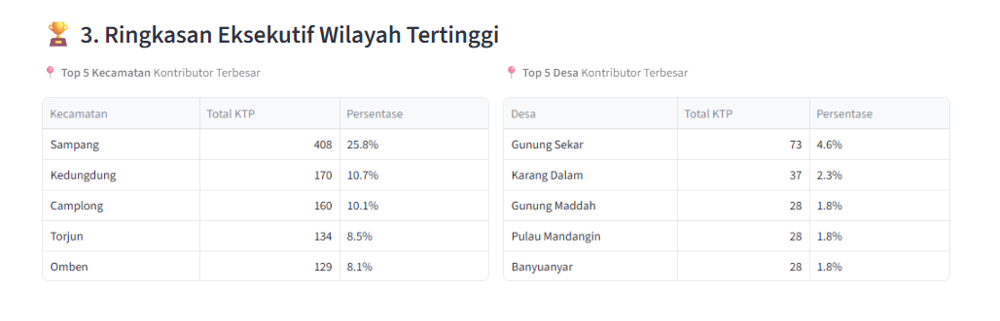 🏆 3. Ringkasan Eksekutif Wilayah Tertinggi
📍 Top 5 Kecamatan Kontributor Terbesar
Kecamatan Total KTP Persentase
Sampang 408 25.8%
Kedungdung 170 10.7%
Camplong 160 10.1%
Torjun 134 8.5%
Omben 129 8.1%
📍 Top 5 Desa Kontributor Terbesar
Desa Total KTP Persentase
Gunung Sekar 73 4.6%
Karang Dalam 37 2.3%
Gunung Maddah 28 1.8%
Pulau Mandangin 28 1.8%
Banyuanyar 28 1.8%